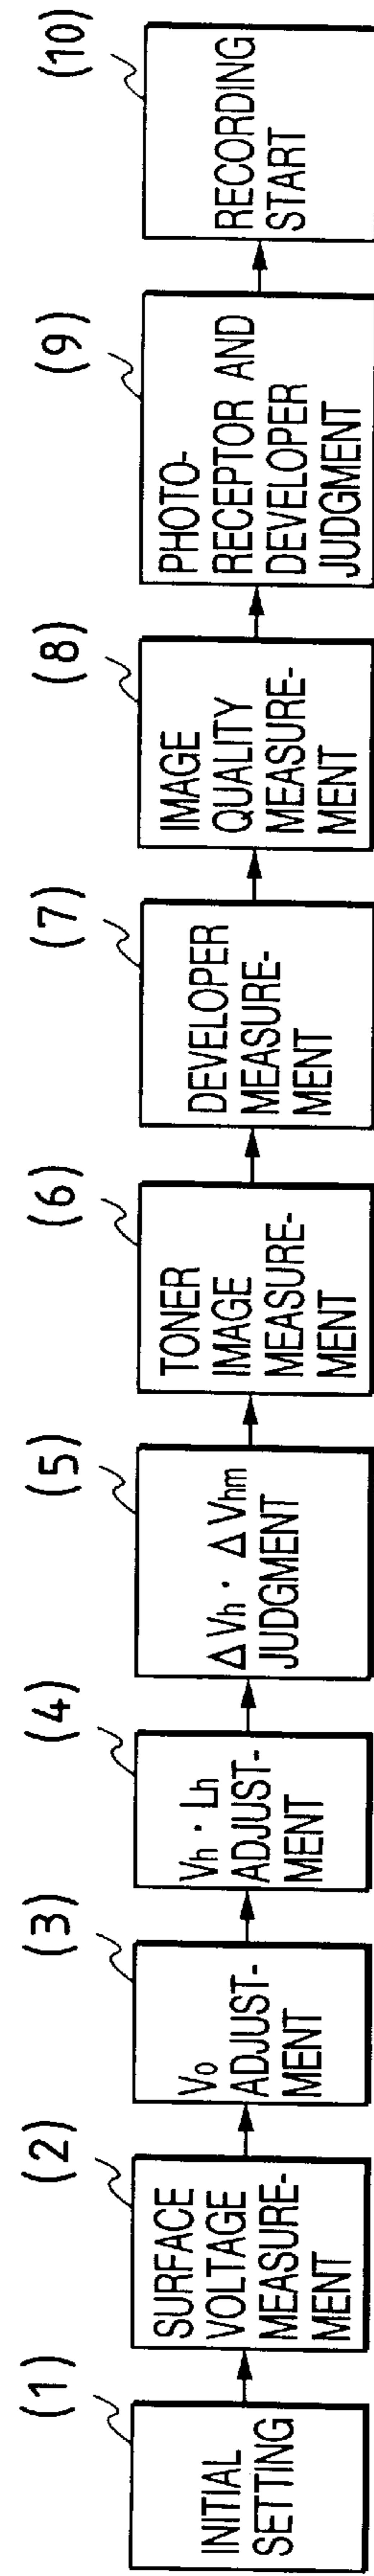 (1)
INITIAL
SETTING
(2)
SURFACE
VOLTAGE
MEASURE-
MENT
(3)
V0
ADJUST-
MENT
(4)
Vh · Lh
ADJUST-
MENT
(5)
ΔVh · ΔVhm
JUDGMENT
(6)
TONER
IMAGE
MEASURE-
MENT
(7)
DEVELOPER
MEASURE-
MENT
(8)
IMAGE
QUALITY
MEASURE-
MENT
(9)
PHOTO-
RECEPTOR AND
DEVELOPER
JUDGMENT
(10)
RECORDING
START